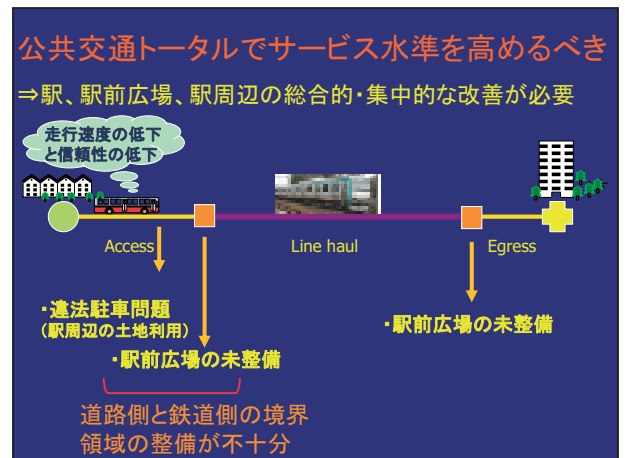 公共交通トータルでサービス水準を高めるべき
⇒駅、駅前広場、駅周辺の総合的・集中的な改善が必要
走行速度の低下
と信頼性の低下
Access
Line haul
Egress
・違法駐車問題
(駅周辺の土地利用)
・駅前広場の未整備
・駅前広場の未整備
道路側と鉄道側の境界
領域の整備が不十分